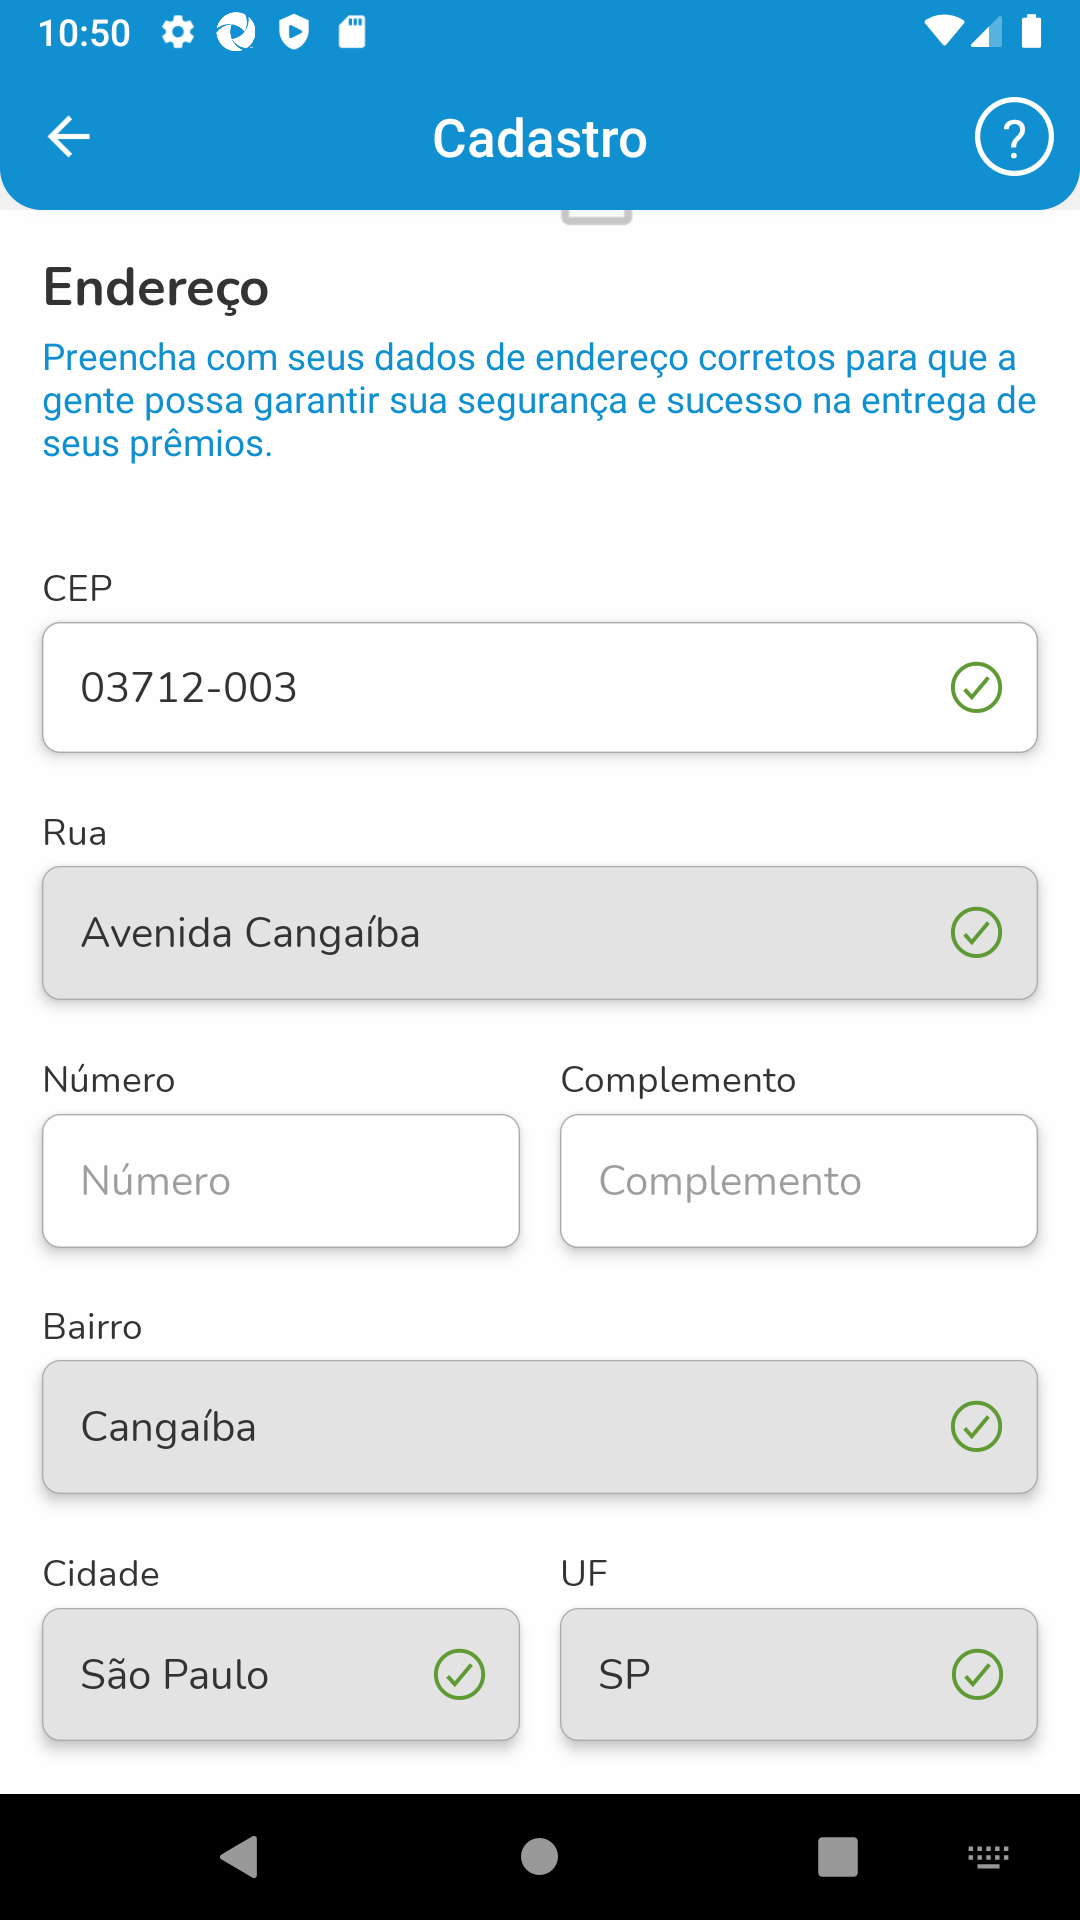 10:50
Cadastro
?
Endereço
Preencha com seus dados de endereço corretos para que a
gente possa garantir sua segurança e sucesso na entrega de
seus prêmios.
CEP
03712-003
Rua
Avenida Cangaíba
Número Complemento
Número Complemento
Bairro
Cangaíba
Cidade UF
São Paulo SP